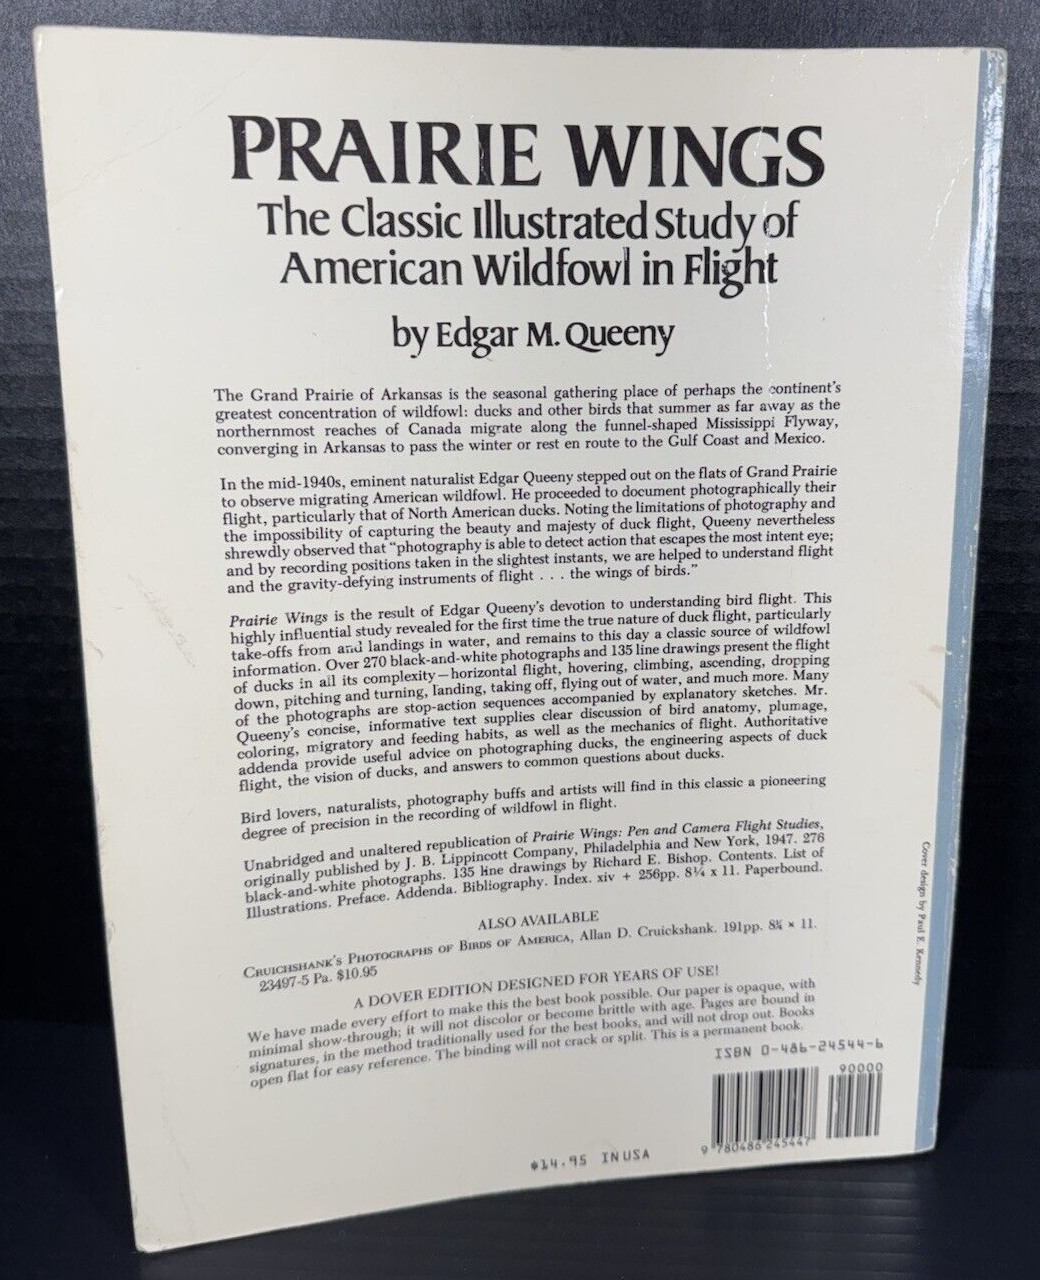 PRAIRIE WINGS
The Classic Illustrated Study of
American Wildfowl in Flight
by Edgar M. Queeny
The Grand Prairie of Arkansas is the seasonal gathering place of perhaps the continent's
greatest concentration of wildfowl: ducks and other birds that summer as far away as the
northernmost reaches of Canada migrate along the funnel-shaped Mississippi Flyway,
converging in Arkansas to pass the winter or rest en route to the Gulf Coast and Mexico.
In the mid-1940s, eminent naturalist Edgar Queeny stepped out on the flats of Grand Prairie
to observe migrating American wildfowl. He proceeded to document photographically their
flight, particularly that of North American ducks. Noting the limitations of photography and
the impossibility of capturing the beauty and majesty of duck flight, Queeny nevertheless
shrewdly observed that "photography is able to detect action that escapes the most intent eye;
and by recording positions taken in the slightest instants, we are helped to understand flight
and the gravity-defying instruments of flight . . . the wings of birds."
Prairie Wings is the result of Edgar Queeny's devotion to understanding bird flight. This
highly influential study revealed for the first time the true nature of duck flight, particularly
take-offs from and landings in water, and remains to this day a classic source of wildfowl
information. Over 270 black-and-white photographs and 135 line drawings present the flight
of ducks in all its complexity—horizontal flight, hovering, climbing, ascending, dropping
down, pitching and turning, landing, taking off, flying out of water, and much more. Many
of the photographs are stop-action sequences accompanied by explanatory sketches. Mr.
Queeny's concise, informative text supplies clear discussion of bird anatomy, plumage,
coloring, migratory and feeding habits, as well as the mechanics of flight. Authoritative
addenda provide useful advice on photographing ducks, the engineering aspects of duck
flight, the vision of ducks, and answers to common questions about ducks.
Bird lovers, naturalists, photography buffs and artists will find in this classic a pioneering
degree of precision in the recording of wildfowl in flight.
Unabridged and unaltered republication of Prairie Wings: Pen and Camera Flight Studies,
originally published by J. B. Lippincott Company, Philadelphia and New York, 1947. 276
black-and-white photographs. 135 line drawings by Richard E. Bishop. Contents. List of
Illustrations. Preface. Addenda. Bibliography. Index. xiv + 256pp. 8¼ x 11. Paperbound.
ALSO AVAILABLE
CRUICHSHANK'S PHOTOGRAPHS OF BIRDS OF AMERICA, Allan D. Cruickshank. 191pp. 8¼ × 11.
23497-5 Pa. $10.95
A DOVER EDITION DESIGNED FOR YEARS OF USE!
We have made every effort to make this the best book possible. Our paper is opaque, with
minimal show-through; it will not discolor or become brittle with age. Pages are bound in
signatures, in the method traditionally used for the best books, and will not drop out. Books
open flat for easy reference. The binding will not crack or split. This is a permanent book.
Cover design by Paul E. Kennedy
ISBN 0-486-24544-6
90000
9 780486 245447
$14.95 IN USA